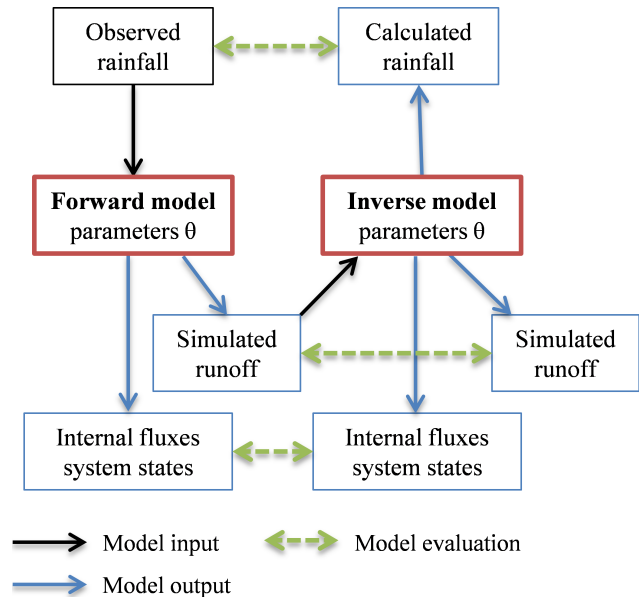 Observed
rainfall
Calculated
rainfall
Forward model
parameters θ
Inverse model
parameters θ
Simulated
runoff
Simulated
runoff
Internal fluxes
system states
Internal fluxes
system states
Model input
Model evaluation
Model output